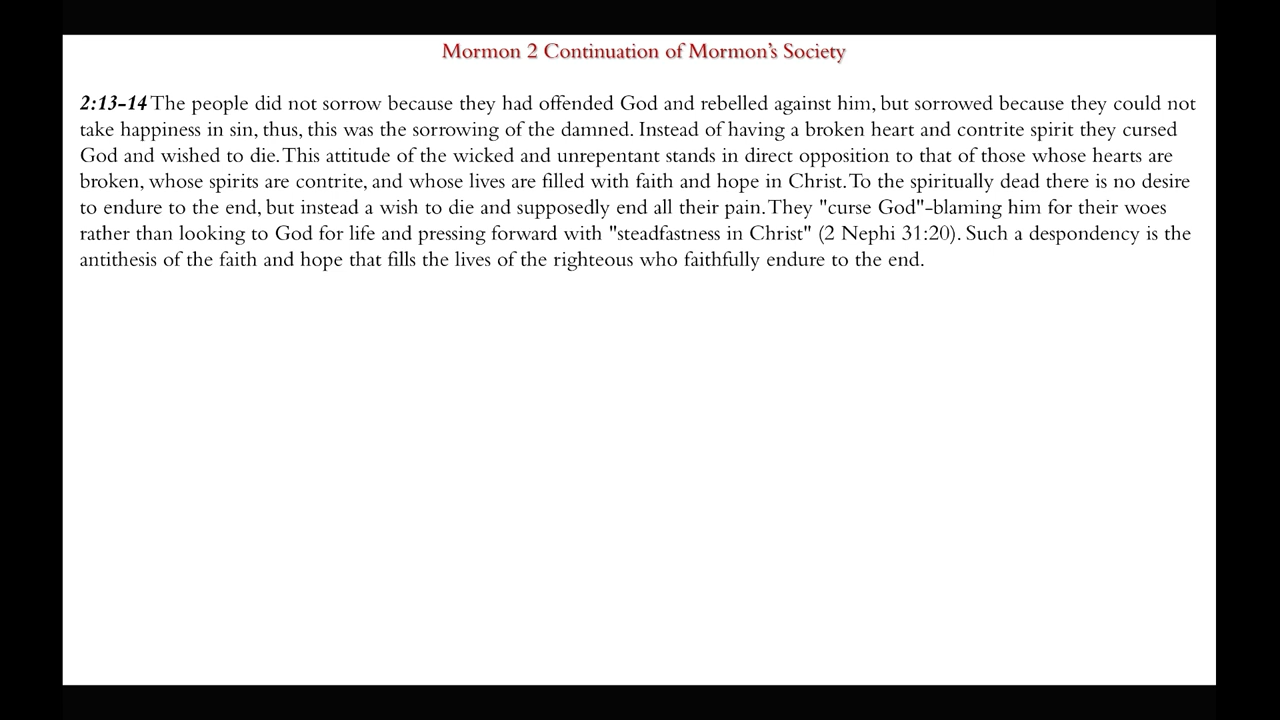 Mormon 2 Continuation of Mormon's Society
2:13-14 The people did not sorrow because they had offended God and rebelled against him, but sorrowed because they could not
take happiness in sin, thus, this was the sorrowing of the damned. Instead of having a broken heart and contrite spirit they cursed
God and wished to die. This attitude of the wicked and unrepentant stands in direct opposition to that of those whose hearts are
broken, whose spirits are contrite, and whose lives are filled with faith and hope in Christ. To the spiritually dead there is no desire
to endure to the end, but instead a wish to die and supposedly end all their pain. They "curse God"-blaming him for their woes
rather than looking to God for life and pressing forward with "steadfastness in Christ" (2 Nephi 31:20). Such a despondency is the
antithesis of the faith and hope that fills the lives of the righteous who faithfully endure to the end.